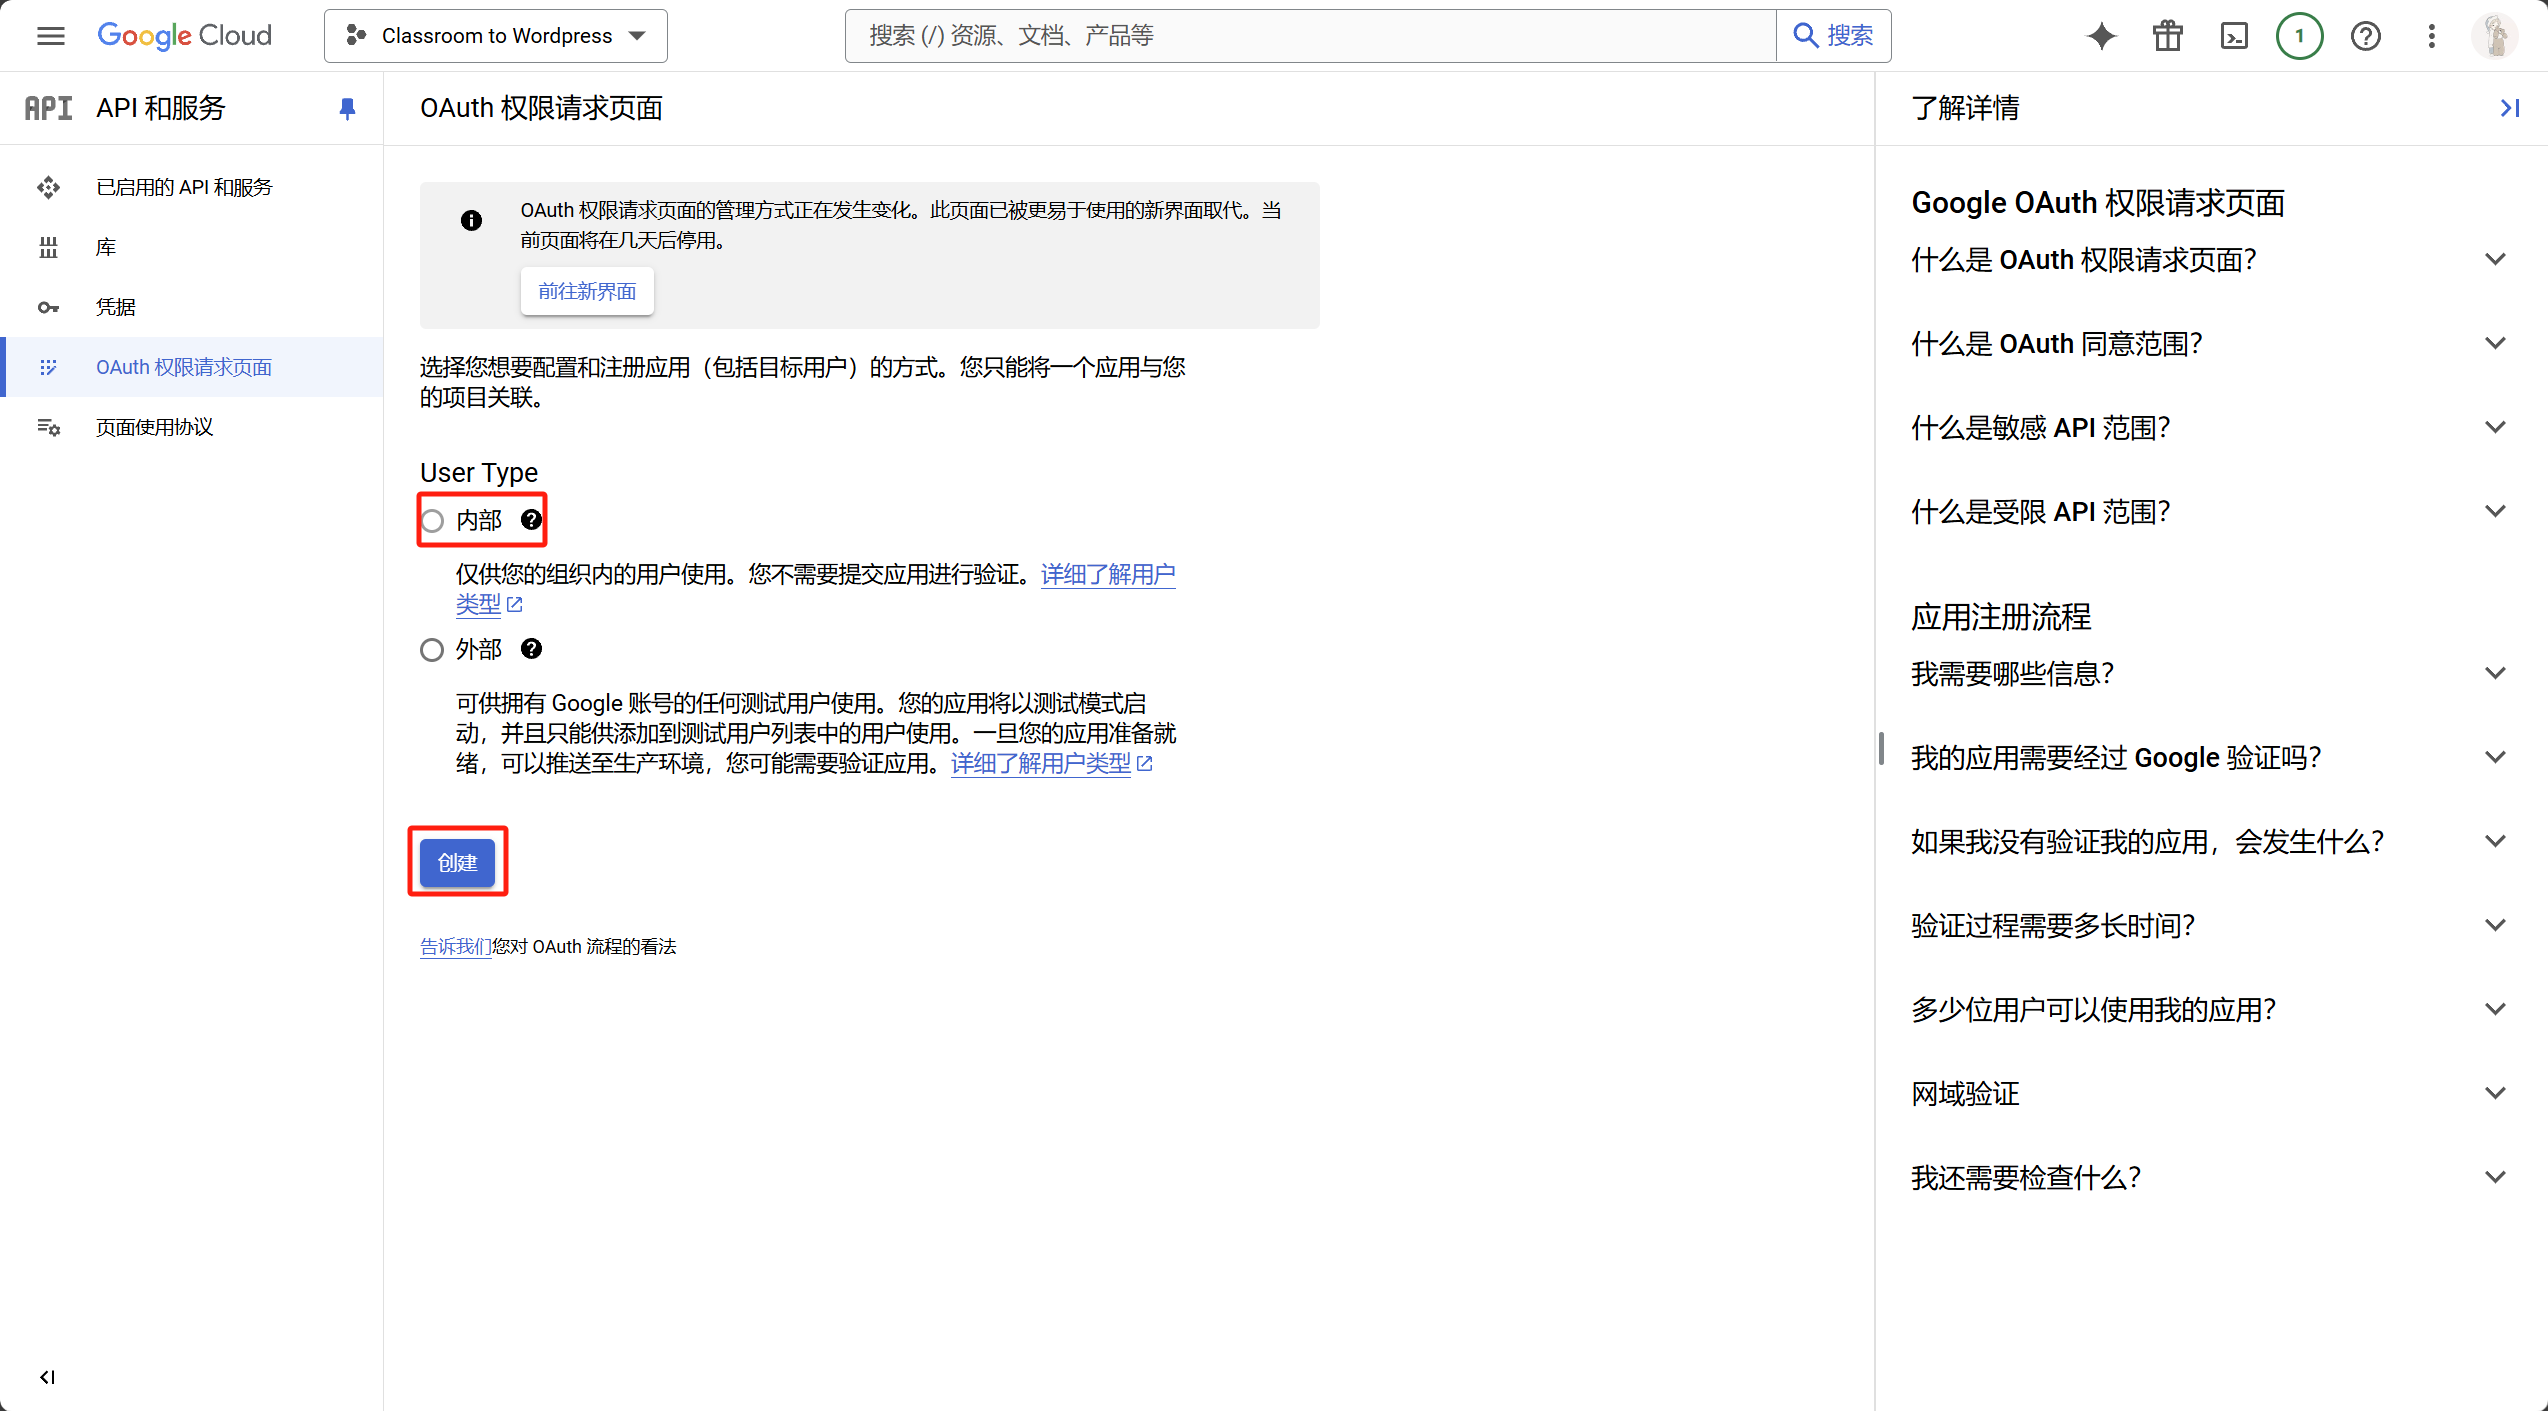 Google Cloud
Classroom to Wordpress
搜索 (/) 资源、文档、产品等
搜索
1
API
API 和服务
已启用的 API 和服务
库
凭据
OAuth 权限请求页面
页面使用协议
OAuth 权限请求页面
OAuth 权限请求页面的管理方式正在发生变化。此页面已被更易于使用的新界面取代。当
前页面将在几天后停用。
前往新界面
选择您想要配置和注册应用（包括目标用户）的方式。您只能将一个应用与您
的项目关联。
User Type
内部
仅供您的组织内的用户使用。您不需要提交应用进行验证。详细了解用户
类型
外部
可供拥有 Google 账号的任何测试用户使用。您的应用将以测试模式启
动，并且只能供添加到测试用户列表中的用户使用。一旦您的应用准备就
绪，可以推送至生产环境，您可能需要验证应用。详细了解用户类型
创建
告诉我们您对 OAuth 流程的看法
了解详情
Google OAuth 权限请求页面
什么是 OAuth 权限请求页面？
什么是 OAuth 同意范围？
什么是敏感 API 范围？
什么是受限 API 范围？
应用注册流程
我需要哪些信息？
我的应用需要经过 Google 验证吗？
如果我没有验证我的应用，会发生什么？
验证过程需要多长时间？
多少位用户可以使用我的应用？
网域验证
我还需要检查什么？